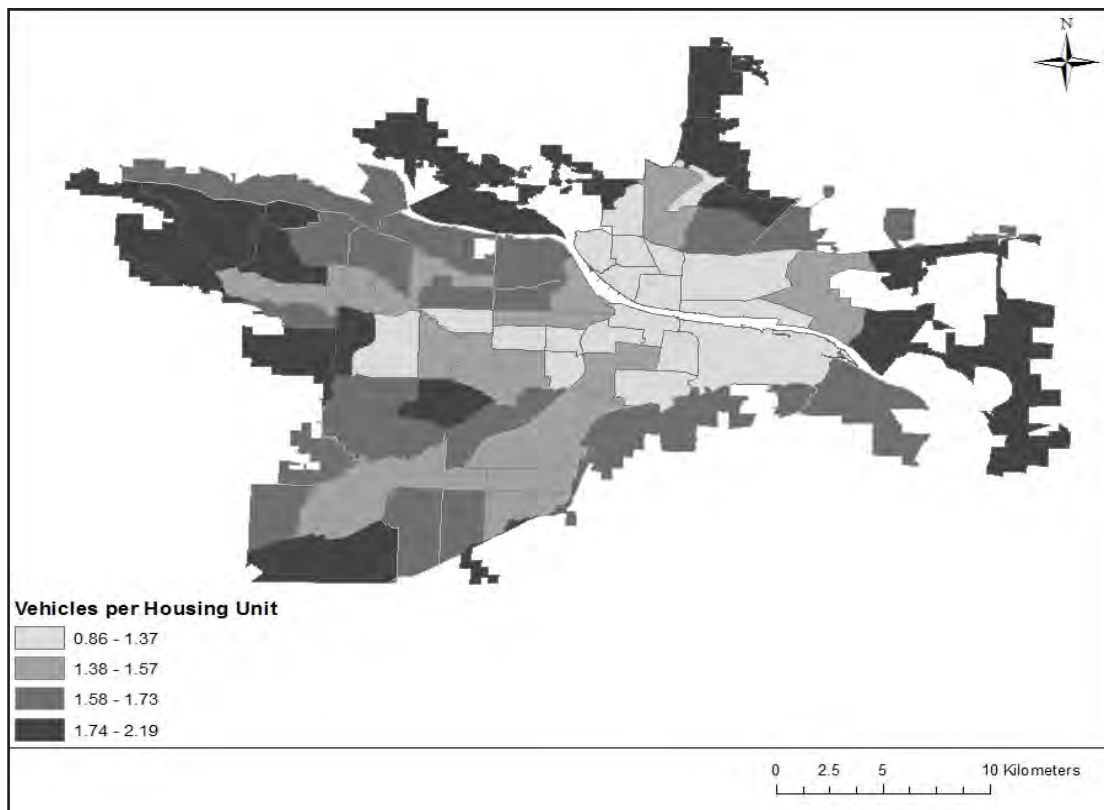 N
Vehicles per Housing Unit
0.86 - 1.37
1.38 - 1.57
1.58 - 1.73
1.74 - 2.19
0 2.5 5 10 Kilometers